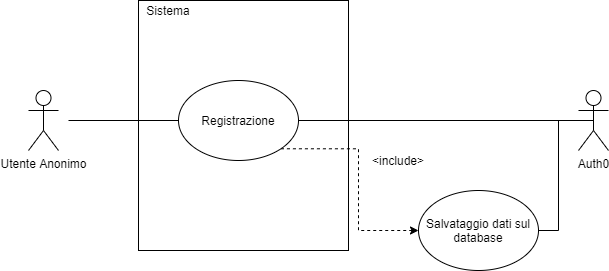 Sistema
Registrazione
Utente Anonimo
Auth0
<include>
Salvataggio dati sul
database